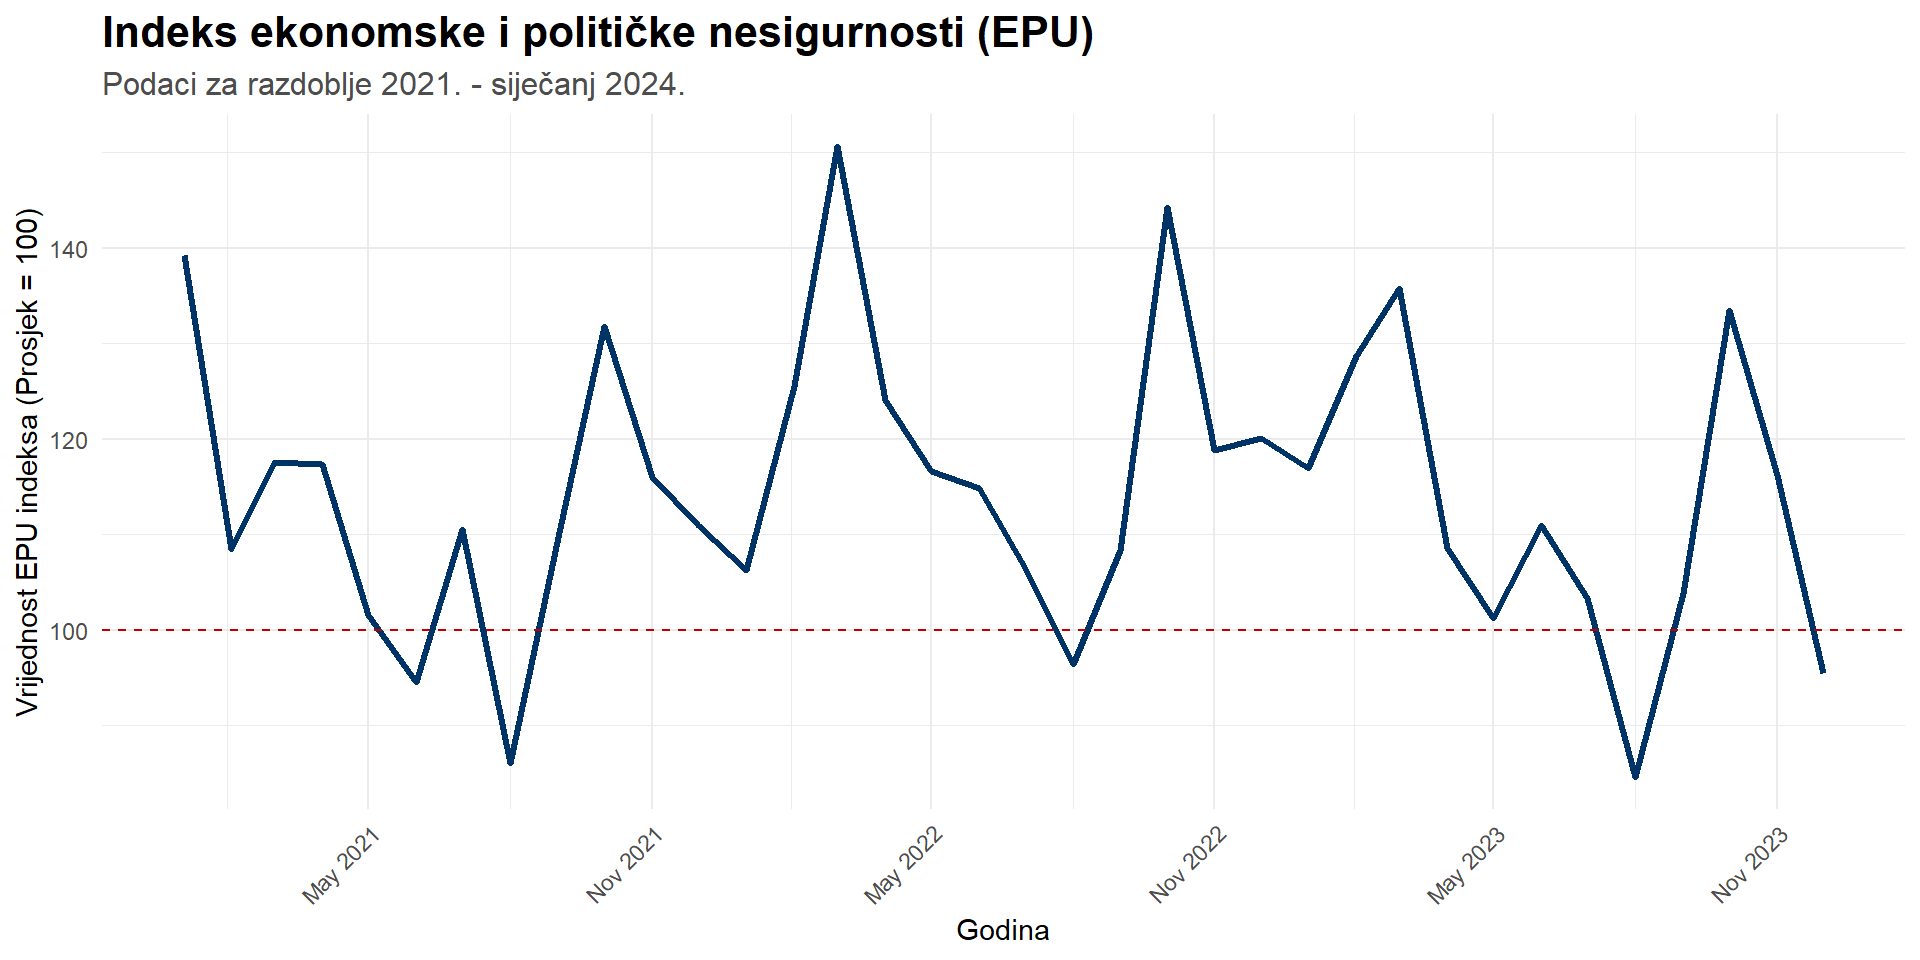 Indeks ekonomske i političke nesigurnosti (EPU)
Podaci za razdoblje 2021. - siječanj 2024.
Vrijednost EPU indeksa (Prosjek = 100)
140
120
100
May 2021
Nov 2021
May 2022
Nov 2022
May 2023
Nov 2023
Godina